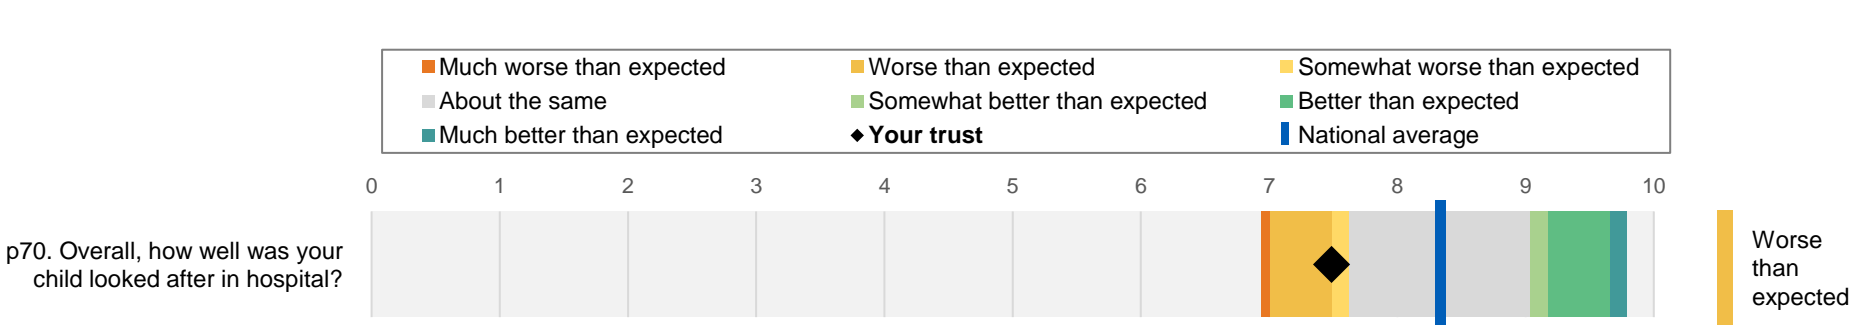 Much worse than expected
Worse than expected
Somewhat worse than expected
About the same
Somewhat better than expected
Better than expected
Much better than expected
Your trust
National average
0 1 2 3 4 5 6 7 8 9 10
p70. Overall, how well was your
child looked after in hospital?
Worse
than
expected